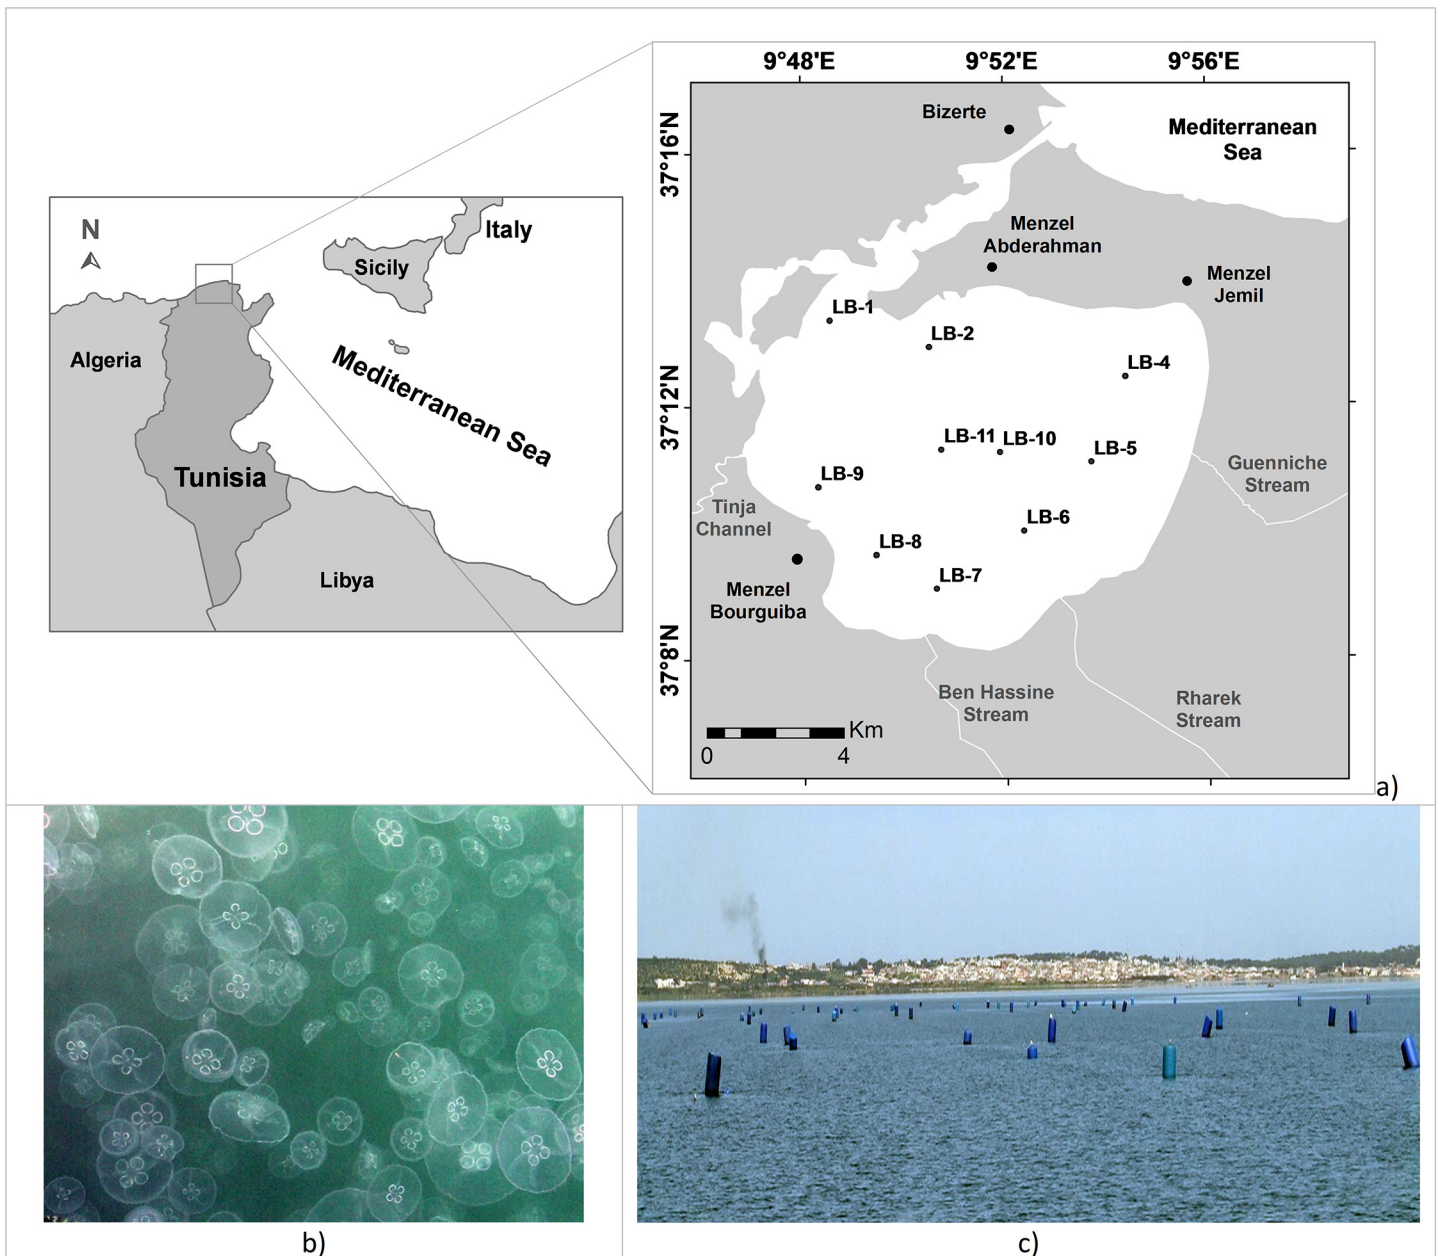 N
Italy
Sicily
Algeria
Mediterranean Sea
Tunisia
Libya
9°48'E
9°52'E
9°56'E
37°16'N
37°12'N
37°8'N
Bizerte
Mediterranean
Sea
Menzel
Abderahman
Menzel
Jemil
LB-1
LB-2
LB-4
LB-11
LB-10
LB-5
LB-9
Guenniche
Stream
Tinja
Channel
LB-6
LB-8
LB-7
Menzel
Bourguiba
Ben Hassine
Stream
Rharek
Stream
Km
0
4
a)
b)
c)